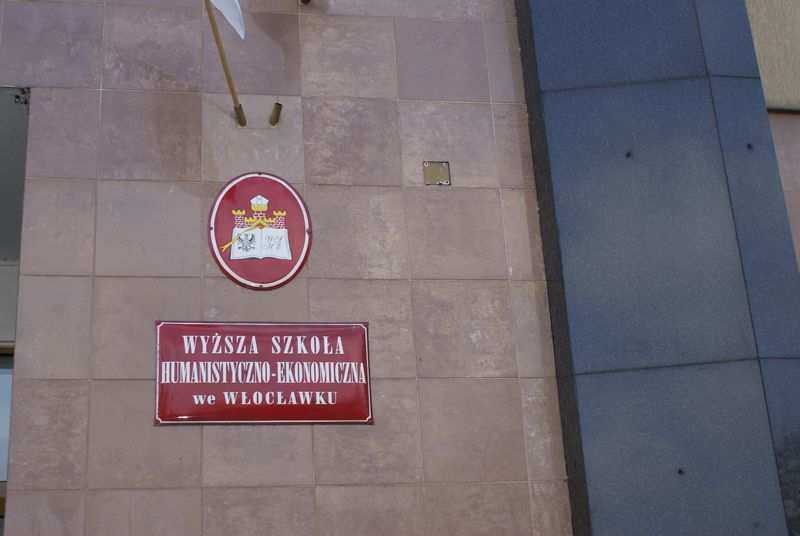 WYŻSZA SZKOŁA
HUMANISTYCZNO-EKONOMICZNA
we WŁOCŁAWKU